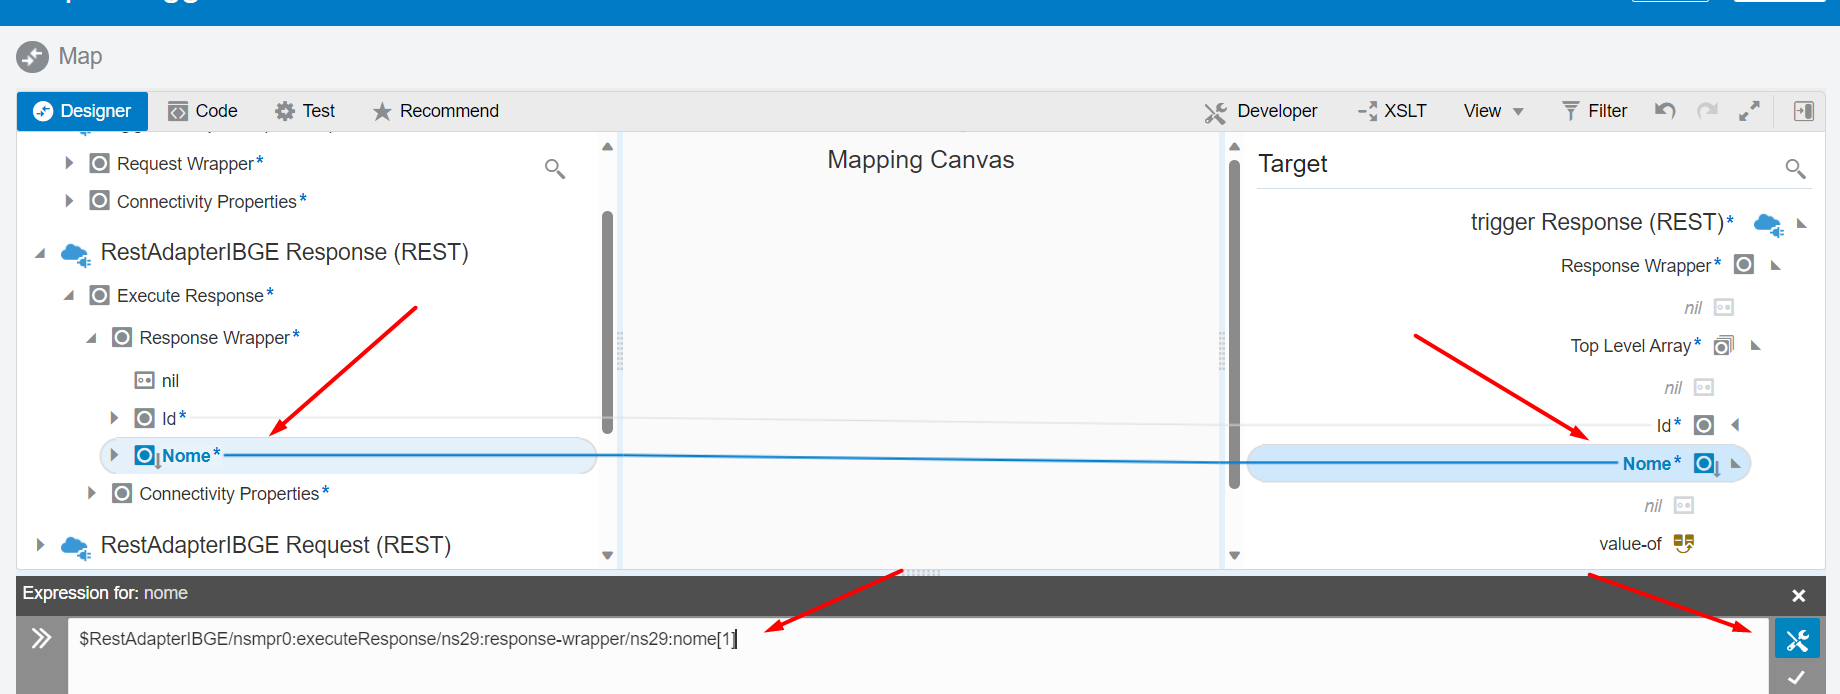 Map
Designer Code Test Recommend Developer XSLT View Filter
Request Wrapper*
Connectivity Properties*
RestAdapterIBGE Response (REST)
Execute Response*
Response Wrapper*
nil
Id*
Nome*
Connectivity Properties*
RestAdapterIBGE Request (REST)
Mapping Canvas
Target
trigger Response (REST)*
Response Wrapper*
nil
Top Level Array*
nil
Id*
Nome*
nil
value-of
Expression for: nome
$RestAdapterIBGE/nsmpr0:executeResponse/ns29:response-wrapper/ns29:nome[1]